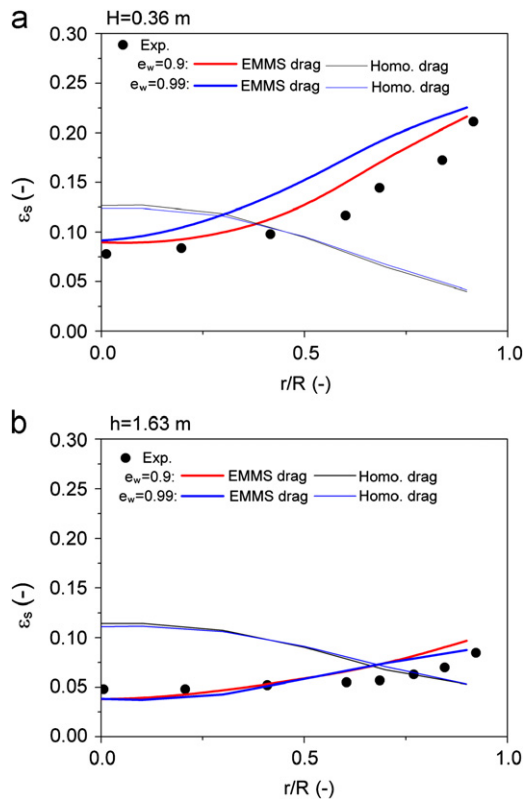 a
H=0.36 m
0.30
0.25
0.20
0.15
0.10
0.05
0.00
Exp.
e_w=0.9: EMMS drag Homo. drag
e_w=0.99: EMMS drag Homo. drag
ε_s (-)
0.0 0.5 1.0
r/R (-)
b
h=1.63 m
0.30
0.25
0.20
0.15
0.10
0.05
0.00
Exp.
e_w=0.9: EMMS drag Homo. drag
e_w=0.99: EMMS drag Homo. drag
ε_s (-)
0.0 0.5 1.0
r/R (-)